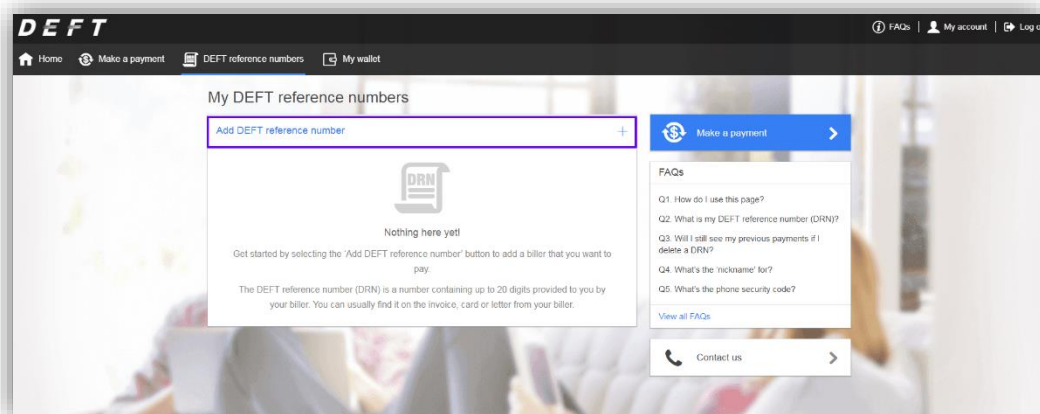 DEFT
FAQs | My account | Log o
Home Make a payment DEFT reference numbers My wallet
My DEFT reference numbers
Add DEFT reference number +
DRN
Nothing here yet!
Get started by selecting the 'Add DEFT reference number' button to add a biller that you want to
pay.
The DEFT reference number (DRN) is a number containing up to 20 digits provided to you by
your biller. You can usually find it on the invoice, card or letter from your biller.
Make a payment
FAQs
Q1. How do I use this page?
Q2. What is my DEFT reference number (DRN)?
Q3. Will I still see my previous payments if I
delete a DRN?
Q4. What's the 'nickname' for?
Q5. What's the phone security code?
View all FAQs
Contact us